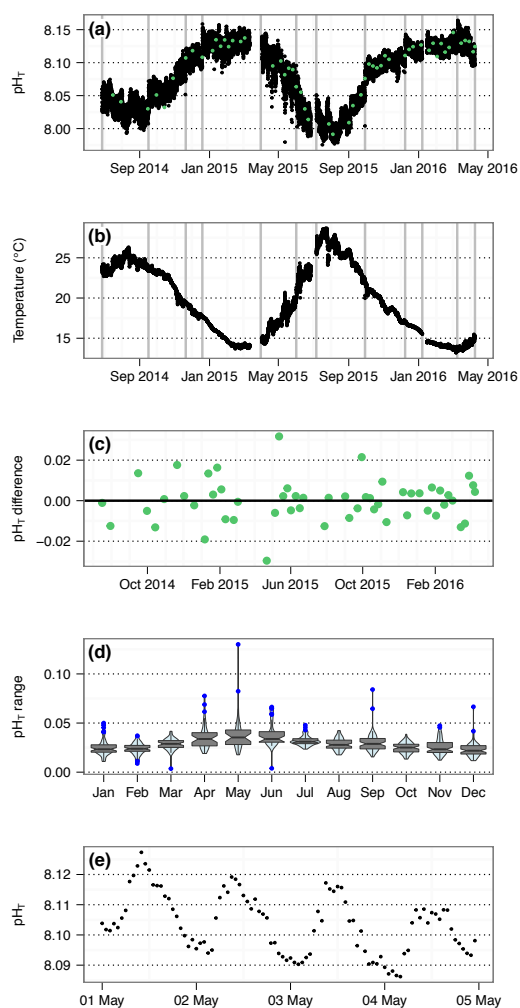 (a)
pHT
8.15
8.10
8.05
8.00
Sep 2014 Jan 2015 May 2015 Sep 2015 Jan 2016 May 2016
(b)
Temperature (°C)
25
20
15
Sep 2014 Jan 2015 May 2015 Sep 2015 Jan 2016 May 2016
(c)
pHT difference
0.02
0.00
−0.02
Oct 2014 Feb 2015 Jun 2015 Oct 2015 Feb 2016
(d)
pHT range
0.10
0.05
0.00
Jan Feb Mar Apr May Jun Jul Aug Sep Oct Nov Dec
(e)
pHT
8.12
8.11
8.10
8.09
01 May 02 May 03 May 04 May 05 May